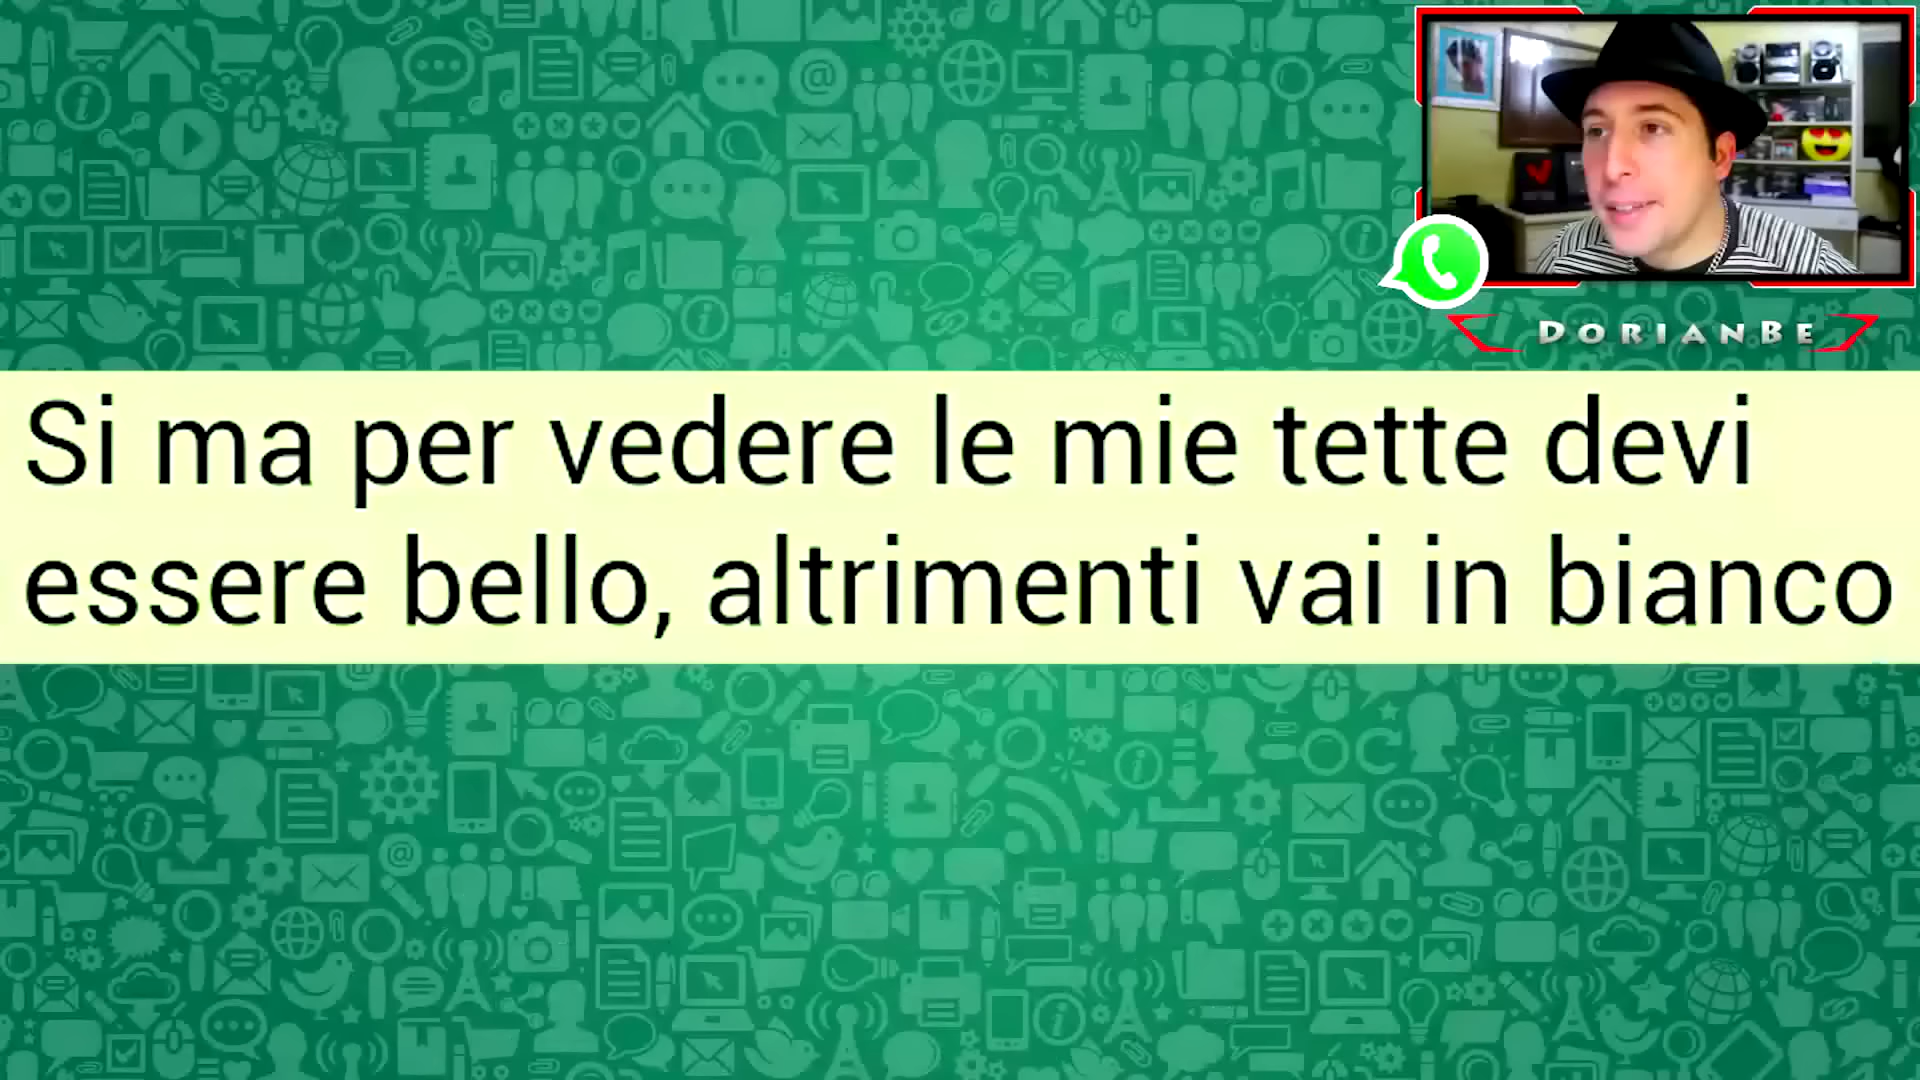 DORIANBE
Si ma per vedere le mie tette devi
essere bello, altrimenti vai in bianco